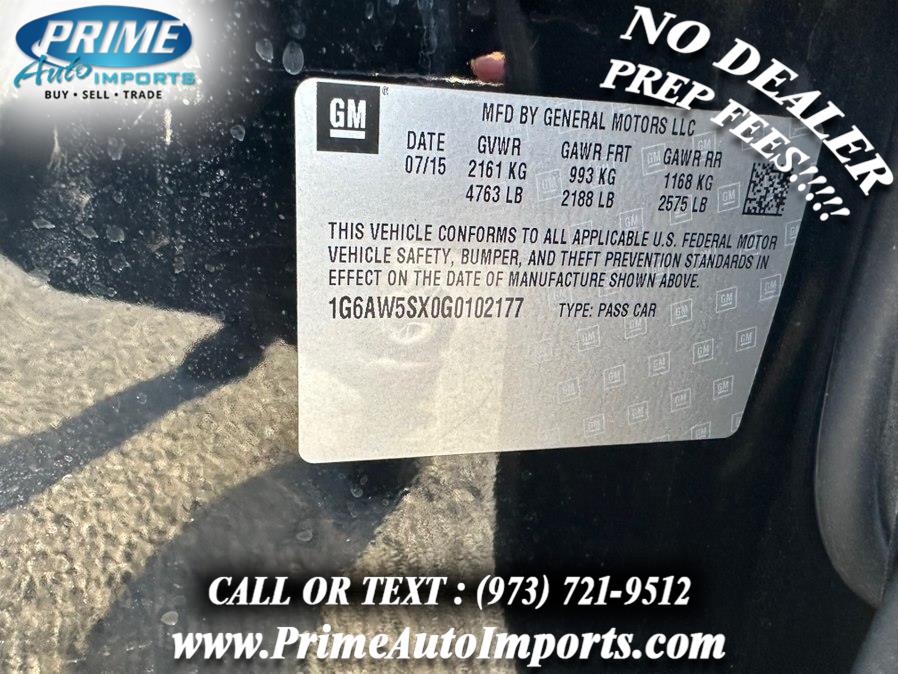 PRIME
Auto IMPORTS
BUY • SELL • TRADE
NO DEALER
PREP FEES!!!!!
GM
®
MFD BY GENERAL MOTORS LLC
DATE GVWR GAWR FRT GAWR RR
07/15 2161 KG 993 KG 1168 KG
4763 LB 2188 LB 2575 LB
THIS VEHICLE CONFORMS TO ALL APPLICABLE U.S. FEDERAL MOTOR
VEHICLE SAFETY, BUMPER, AND THEFT PREVENTION STANDARDS IN
EFFECT ON THE DATE OF MANUFACTURE SHOWN ABOVE.
1G6AW5SX0G0102177 TYPE: PASS CAR
CALL OR TEXT : (973) 721-9512
www.PrimeAutoImports.com